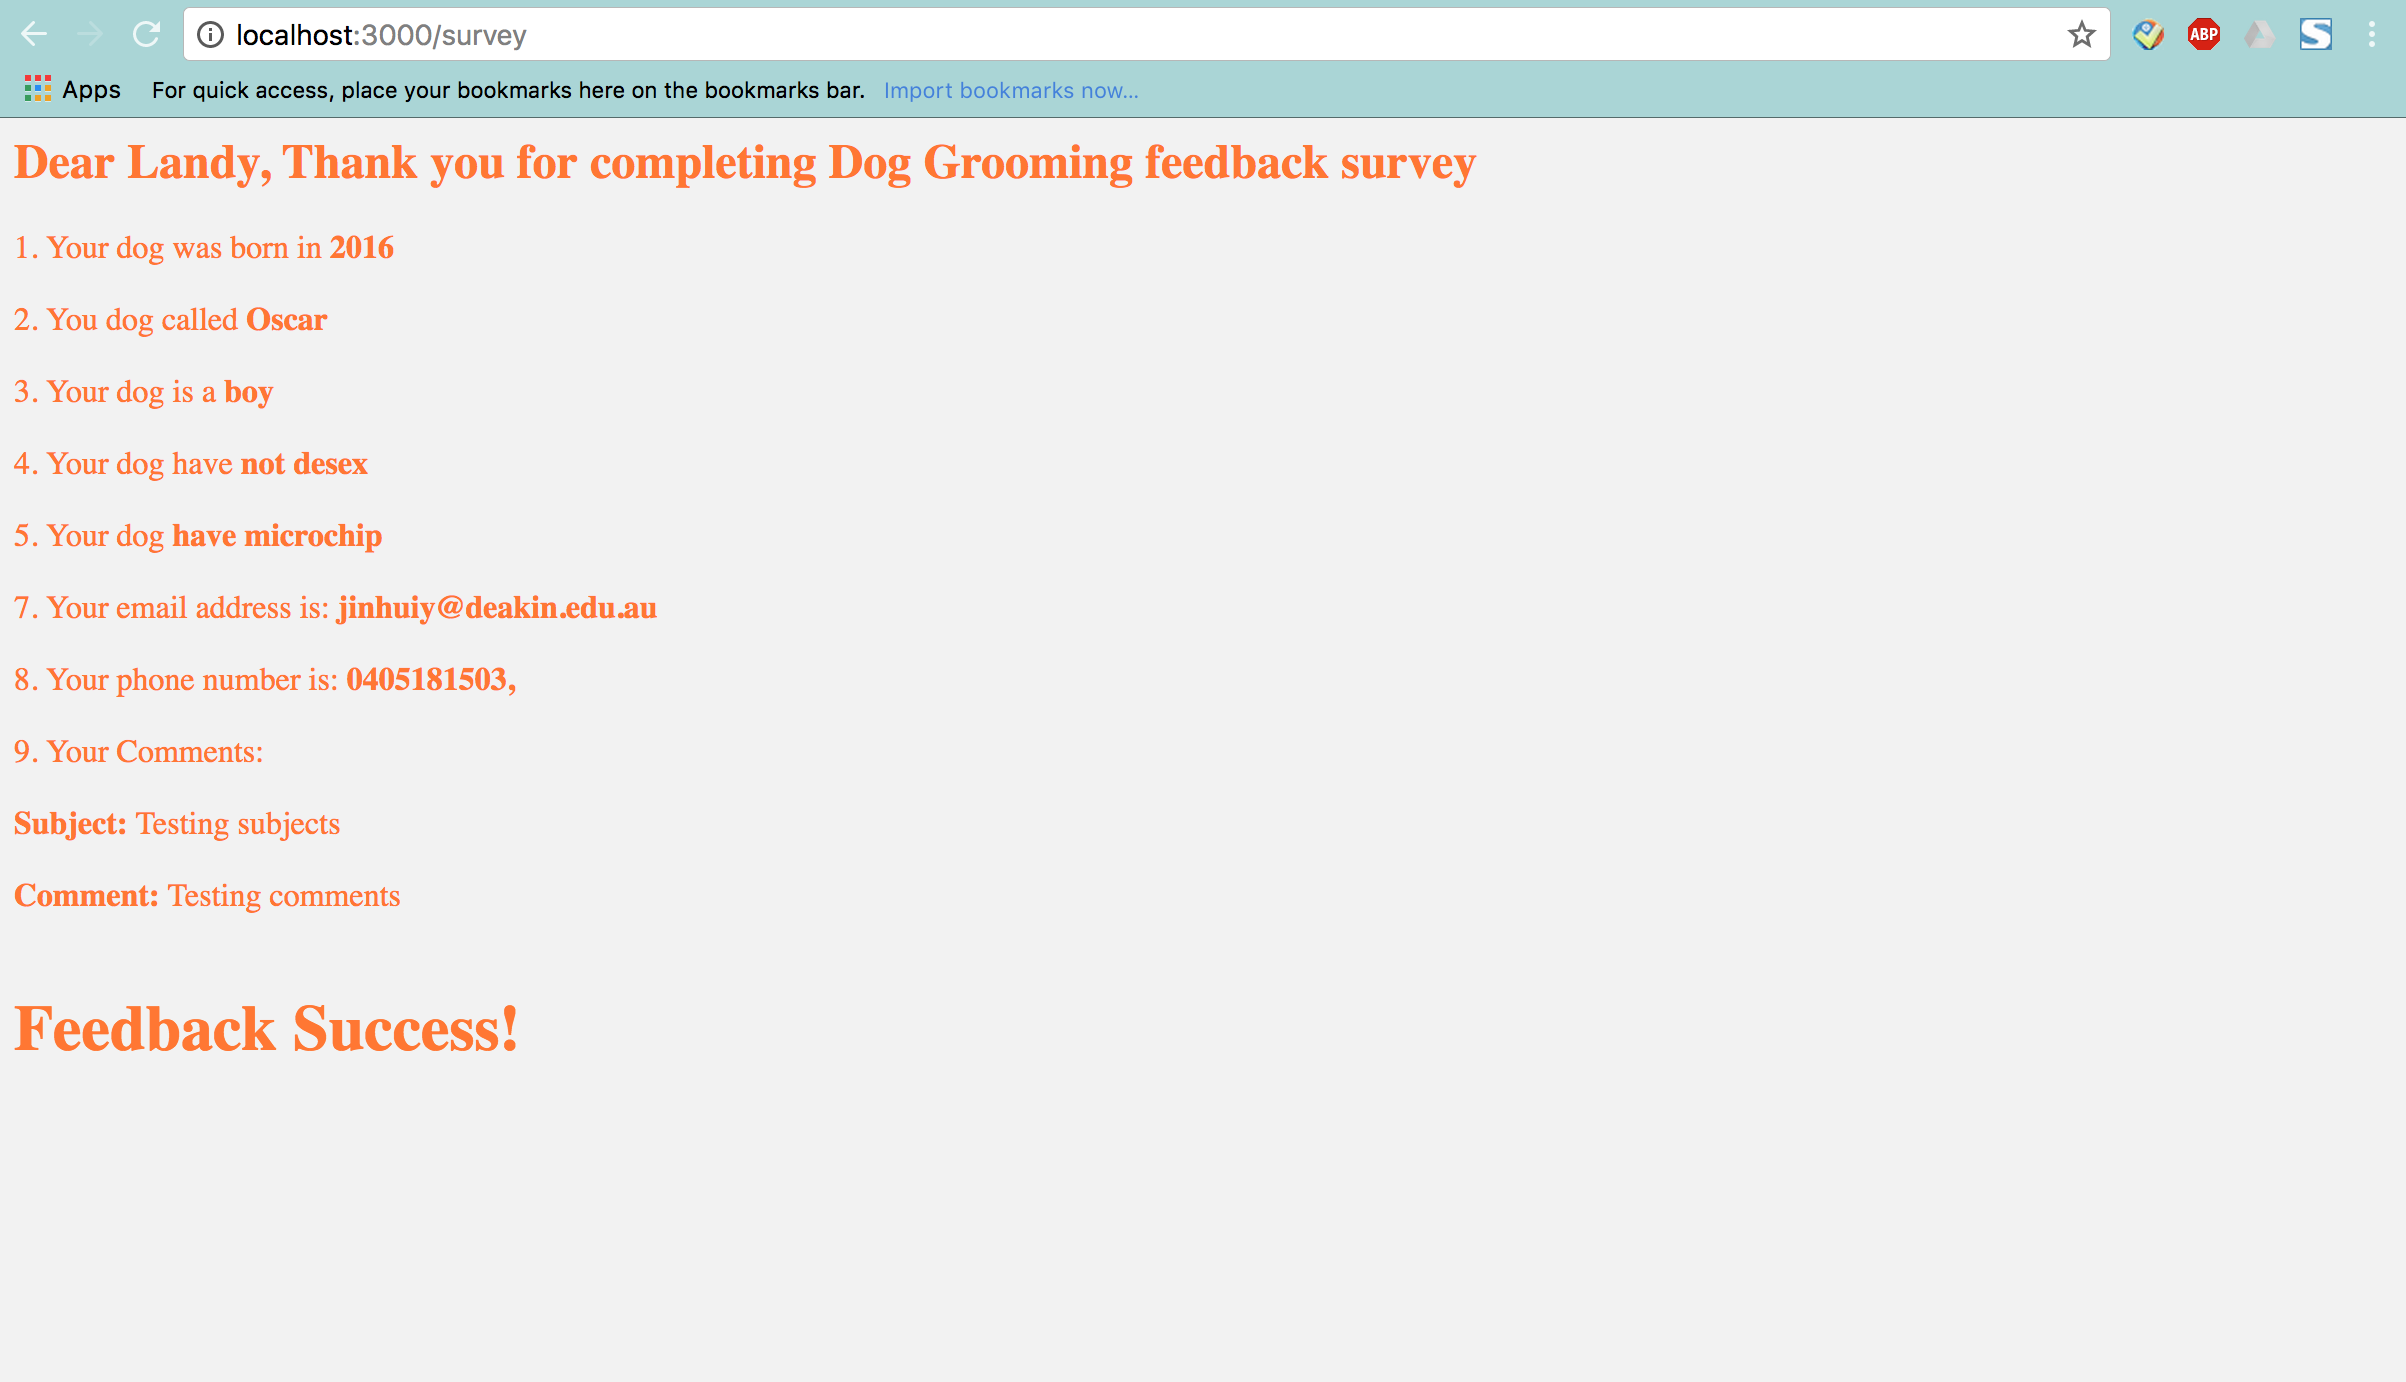 localhost:3000/survey
ABP
Apps For quick access, place your bookmarks here on the bookmarks bar. Import bookmarks now...
Dear Landy, Thank you for completing Dog Grooming feedback survey
1. Your dog was born in 2016
2. You dog called Oscar
3. Your dog is a boy
4. Your dog have not desex
5. Your dog have microchip
7. Your email address is: jinhuiy@deakin.edu.au
8. Your phone number is: 0405181503,
9. Your Comments:
Subject: Testing subjects
Comment: Testing comments
Feedback Success!